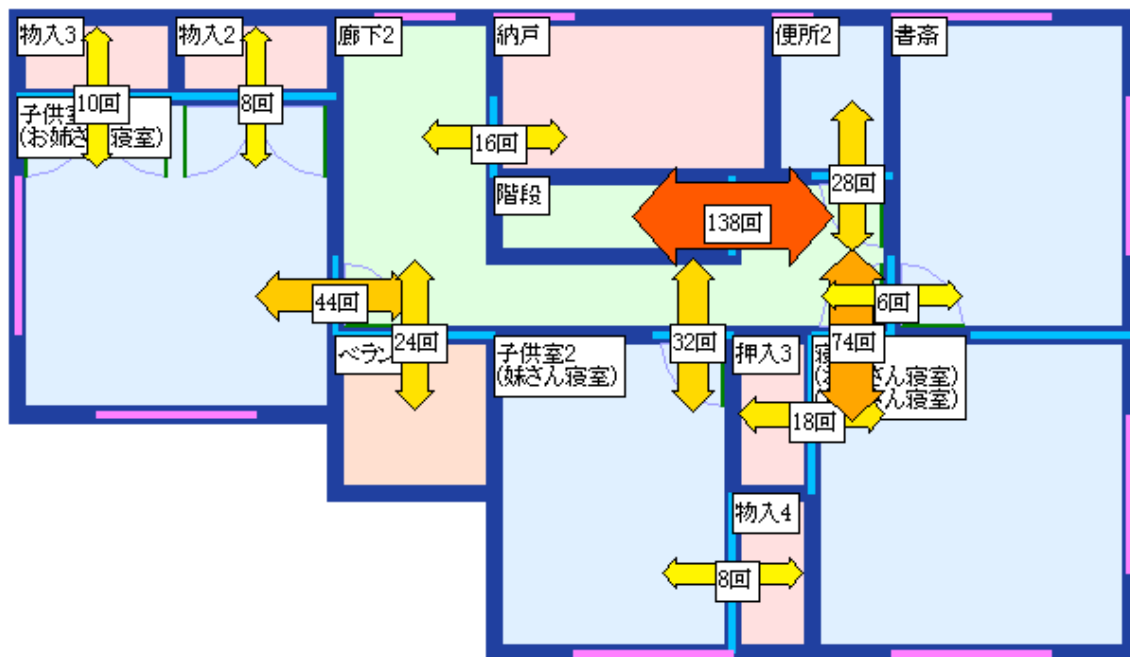 物入3
物入2
廊下2
納戸
便所2
書斎
10回
8回
子供室
(お姉さ 寝室)
16回
階段
28回
138回
44回
24回
32回
74回
6回
ベラン
子供室2
(妹さん寝室)
押入3
さん寝室)
さん寝室)
18回
物入4
8回